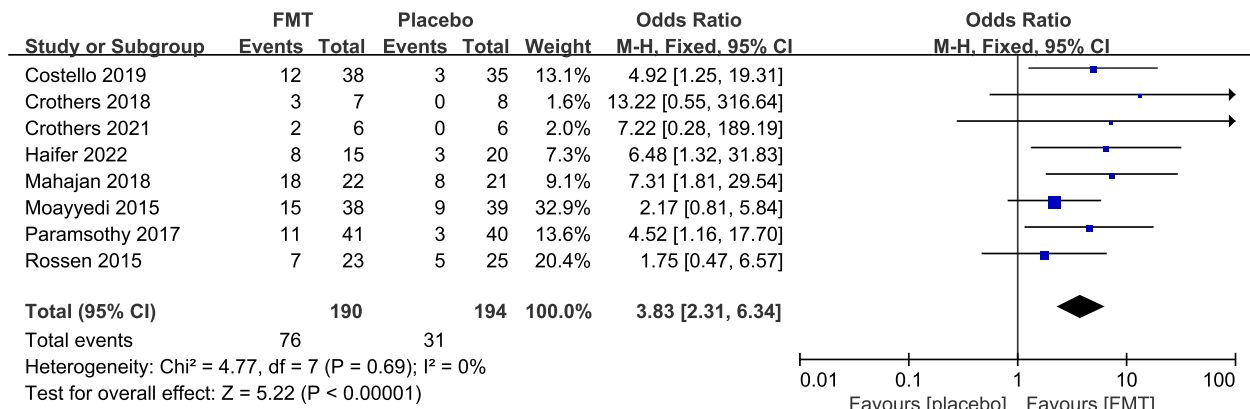 FMT Placebo Odds Ratio Odds Ratio
Study or Subgroup Events Total Events Total Weight M-H, Fixed, 95% CI M-H, Fixed, 95% CI
Costello 2019 12 38 3 35 13.1% 4.92 [1.25, 19.31]
Crothers 2018 3 7 0 8 1.6% 13.22 [0.55, 316.64]
Crothers 2021 2 6 0 6 2.0% 7.22 [0.28, 189.19]
Haifer 2022 8 15 3 20 7.3% 6.48 [1.32, 31.83]
Mahajan 2018 18 22 8 21 9.1% 7.31 [1.81, 29.54]
Moayyedi 2015 15 38 9 39 32.9% 2.17 [0.81, 5.84]
Paramsothy 2017 11 41 3 40 13.6% 4.52 [1.16, 17.70]
Rossen 2015 7 23 5 25 20.4% 1.75 [0.47, 6.57]
Total (95% CI) 190 194 100.0% 3.83 [2.31, 6.34]
Total events 76 31
Heterogeneity: Chi² = 4.77, df = 7 (P = 0.69); I² = 0%
Test for overall effect: Z = 5.22 (P < 0.00001)
0.01 0.1 1 10 100
Favours [placebo] Favours [FMT]